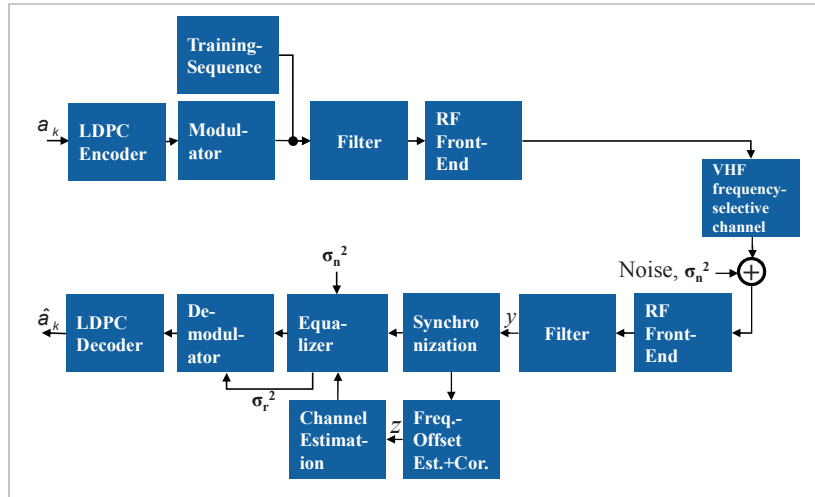 Training-
Sequence
a k
LDPC
Encoder
Modul-
ator
Filter
RF
Front-
End
VHF
frequency-
selective
channel
Noise, σn²
+
σn²
âk
LDPC
Decoder
De-
modul-
ator
Equa-
lizer
Synchro
nization
y
Filter
RF
Front-
End
σr²
Channel
Estimat-
ion
z
Freq.-
Offset
Est.+Cor.